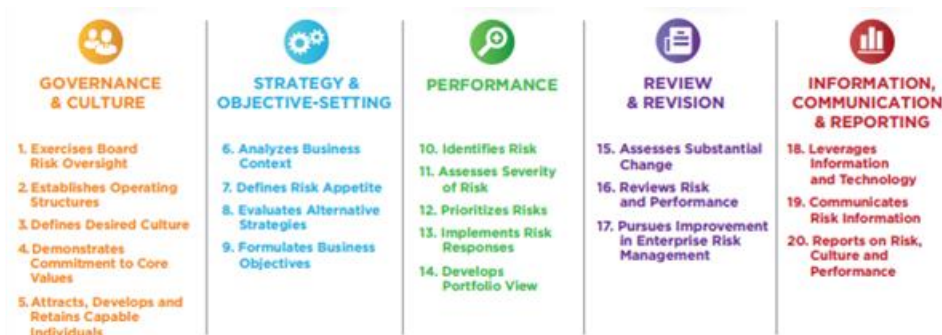 GOVERNANCE
& CULTURE
1. Exercises Board
Risk Oversight
2. Establishes Operating
Structures
3. Defines Desired Culture
4. Demonstrates
Commitment to Core
Values
5. Attracts, Develops and
Retains Capable
Individuals
STRATEGY &
OBJECTIVE-SETTING
6. Analyzes Business
Context
7. Defines Risk Appetite
8. Evaluates Alternative
Strategies
9. Formulates Business
Objectives
PERFORMANCE
10. Identifies Risk
11. Assesses Severity
of Risk
12. Prioritizes Risks
13. Implements Risk
Responses
14. Develops
Portfolio View
REVIEW
& REVISION
15. Assesses Substantial
Change
16. Reviews Risk
and Performance
17. Pursues Improvement
in Enterprise Risk
Management
INFORMATION,
COMMUNICATION
& REPORTING
18. Leverages
Information
and Technology
19. Communicates
Risk Information
20. Reports on Risk,
Culture and
Performance